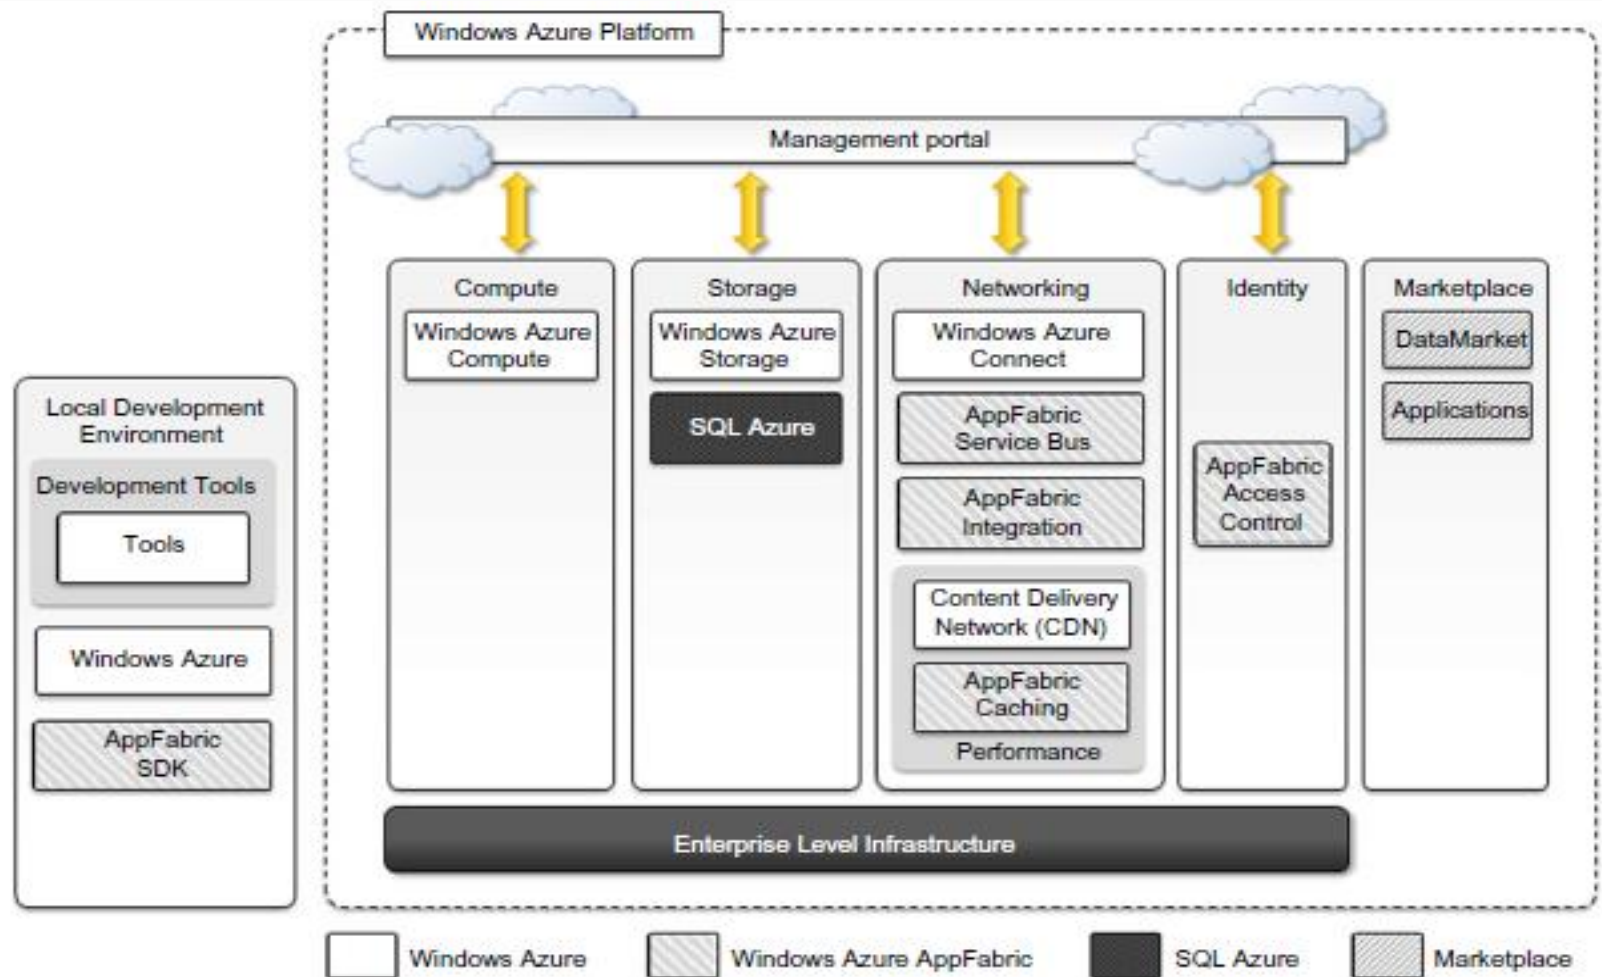 Windows Azure Platform
Management portal
Local Development
Environment
Development Tools
Tools
Windows Azure
AppFabric
SDK
Compute
Windows Azure
Compute
Storage
Windows Azure
Storage
SQL Azure
Networking
Windows Azure
Connect
AppFabric
Service Bus
AppFabric
Integration
Content Delivery
Network (CDN)
AppFabric
Caching
Performance
Identity
AppFabric
Access
Control
Marketplace
DataMarket
Applications
Enterprise Level Infrastructure
Windows Azure
Windows Azure AppFabric
SQL Azure
Marketplace